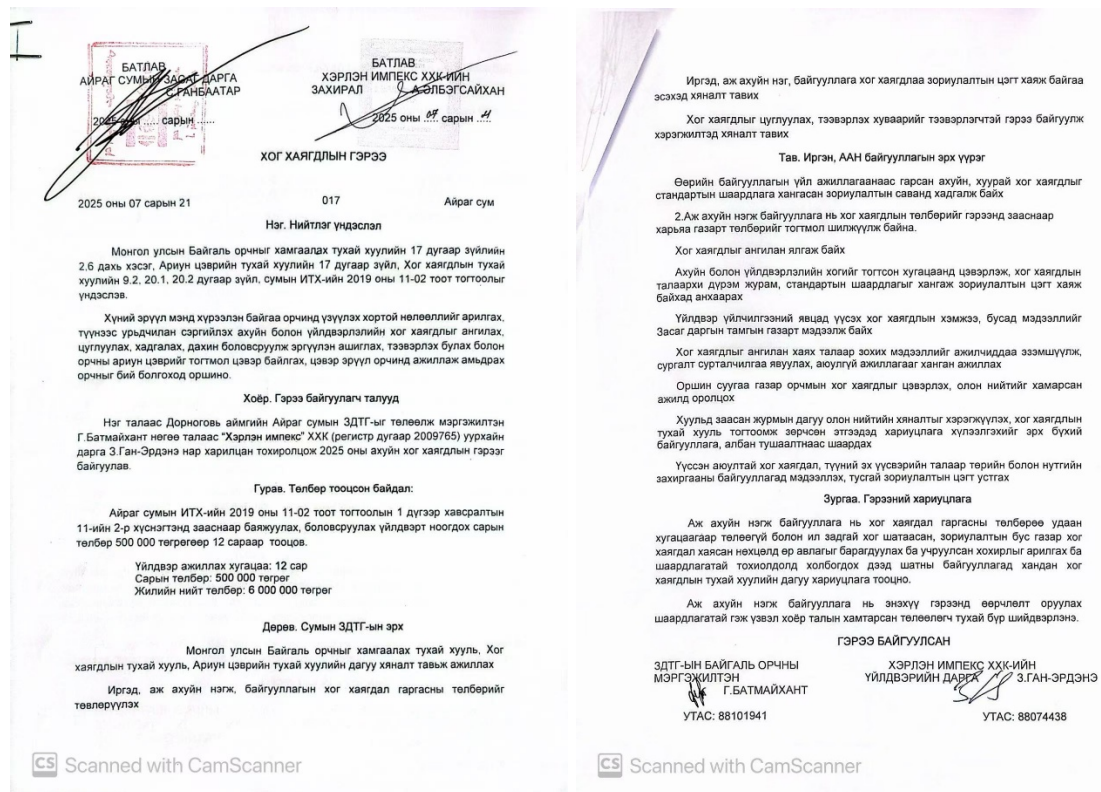 БАТЛАВ
АЙРАГ СУМЫН ЗАСАГ ДАРГА
С.ГАНБААТАР
2025 оны ..... сарын ......
БАТЛАВ
ХЭРЛЭН ИМПЕКС ХХК-ИЙН
ЗАХИРАЛ А.ЭЛБЭГСАЙХАН
2025 оны 07 сарын 21
ХОГ ХАЯГДЛЫН ГЭРЭЭ
2025 оны 07 сарын 21 017 Айраг сум
Нэг. Нийтлэг үндэслэл
Монгол улсын Байгаль орчныг хамгаалах тухай хуулийн 17 дугаар зүйлийн
2.6 дахь хэсэг, Ариун цэврийн тухай хуулийн 17 дугаар зүйл, Хог хаягдлын тухай
хуулийн 9.2, 20.1, 20.2 дугаар зүйл, сумын ИТХ-ийн 2019 оны 11-02 тоот тогтоолыг
үндэслэв.
Хүний эрүүл мэнд хүрээлэн байгаа орчинд үзүүлэх хортой нөлөөллийг арилгах,
түүнээс урьдчилан сэргийлэх ахуйн болон үйлдвэрлэлийн хог хаягдлыг ангилах,
цуглуулах, хадгалах, дахин боловсруулж эргүүлэн ашиглах, тээвэрлэх булах болон
орчны ариун цэврийг тогтмол цэвэр байлгах, цэвэр эрүүл орчинд ажиллаж амьдрах
орчныг бий болгоход оршино.
Хоёр. Гэрээ байгуулагч талууд
Нэг талаас Дорноговь аймгийн Айраг сумын ЗДТГ-ыг төлөөлж мэргэжилтэн
Г.Батмайхант нөгөө талаас "Хэрлэн импекс" ХХК (регистр дугаар 2009765) уурхайн
дарга З.Ган-Эрдэнэ нар харилцан тохиролцож 2025 оны ахуйн хог хаягдлын гэрээг
байгуулав.
Гурав. Төлбөр тооцсон байдал:
Айраг сумын ИТХ-ийн 2019 оны 11-02 тоот тогтоолын 1 дүгээр хавсралтын
11-ийн 2-р хүснэгтэнд зааснаар баяжуулах, боловсруулах үйлдвэрт ноогдох сарын
төлбөр 500 000 төгрөгөөр 12 сараар тооцов.
Үйлдвэр ажиллах хугацаа: 12 сар
Сарын төлбөр: 500 000 төгрөг
Жилийн нийт төлбөр: 6 000 000 төгрөг
Дөрөв. Сумын ЗДТГ-ын эрх
Монгол улсын Байгаль орчныг хамгаалах тухай хууль, Хог
хаягдлын тухай хууль, Ариун цэврийн тухай хуулийн дагуу хяналт тавьж ажиллах
Иргэд, аж ахуйн нэгж, байгууллагын хог хаягдал гаргасны төлбөрийг
төвлөрүүлэх
CS Scanned with CamScanner
Иргэд, аж ахуйн нэг, байгууллага хог хаягдлаа зориулалтын цэгт хаяж байгаа
эсэхэд хяналт тавих
Хог хаягдлыг цуглуулах, тээвэрлэх хуваарийг тээвэрлэгчтэй гэрээ байгуулж
хэрэгжилтэд хяналт тавих
Тав. Иргэн, ААН байгууллагын эрх үүрэг
Өөрийн байгууллагын үйл ажиллагаанаас гарсан ахуйн, хуурай хог хаягдлыг
стандартын шаардлага хангасан зориулалтын саванд хадгалж байх
2.Аж ахуйн нэгж байгууллага нь хог хаягдлын төлбөрийг гэрээнд зааснаар
харьяа газарт төлбөрийг тогтмол шилжүүлж байна.
Хог хаягдлыг ангилан ялгаж байх
Ахуйн болон үйлдвэрлэлийн хогийг тогтсон хугацаанд цэвэрлэж, хог хаягдлын
талаархи дүрэм журам, стандартын шаардлагыг хангаж зориулалтын цэгт хаяж
байхад анхаарах
Үйлдвэр үйлчилгээний явцад үүсэх хог хаягдлын хэмжээ, бусад мэдээллийг
Засаг даргын тамгын газарт мэдээлж байх
Хог хаягдлыг ангилан хаях талаар зохих мэдээллийг ажилчиддаа эзэмшүүлж,
сургалт сурталчилгаа явуулах, аюулгүй ажиллагааг ханган ажиллах
Оршин суугаа газар орчмын хог хаягдлыг цэвэрлэх, олон нийтийг хамарсан
ажилд оролцох
Хуульд заасан журмын дагуу олон нийтийн хяналтыг хэрэгжүүлэх, хог хаягдлын
тухай хууль тогтоомж зөрчсөн этгээдэд хариуцлага хүлээлгэхийг эрх бүхий
байгууллага, албан тушаалтнаас шаардах
Үүссэн аюултай хог хаягдал, түүний эх үүсвэрийн талаар төрийн болон нутгийн
захиргааны байгууллагад мэдээллэх, тусгай зориулалтын цэгт устгах
Зургаа. Гэрээний хариуцлага
Аж ахуйн нэгж байгууллага нь хог хаягдал гаргасны төлбөрөө удаан
хугацаагаар төлөөгүй болон ил задгай хог шатаасан, зориулалтын бус газар хог
хаягдал хаясан нөхцөлд өр авлагыг барагдуулах ба учруулсан хохирлыг арилгах ба
шаардлагатай тохиолдолд холбогдох дээд шатны байгууллагад хандан хог
хаягдлын тухай хуулийн дагуу хариуцлага тооцно.
Аж ахуйн нэгж байгууллага нь энэхүү гэрээнд өөрчлөлт оруулах
шаардлагатай гэж үзвэл хоёр талын хамтарсан төлөөлөгч тухай бүр шийдвэрлэнэ.
ГЭРЭЭ БАЙГУУЛСАН
ЗДТГ-ЫН БАЙГАЛЬ ОРЧНЫ
МЭРГЭЖИЛТЭН
Г.БАТМАЙХАНТ
УТАС: 88101941
ХЭРЛЭН ИМПЕКС ХХК-ИЙН
ҮЙЛДВЭРИЙН ДАРГА З.ГАН-ЭРДЭНЭ
УТАС: 88074438
CS Scanned with CamScanner